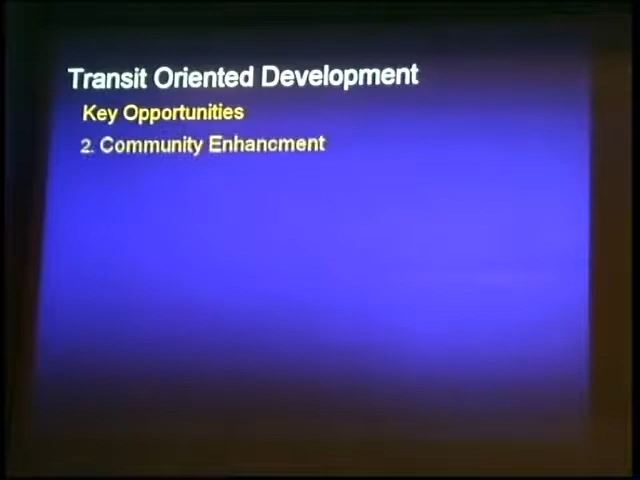 Transit Oriented Development
Key Opportunities
2. Community Enhancment